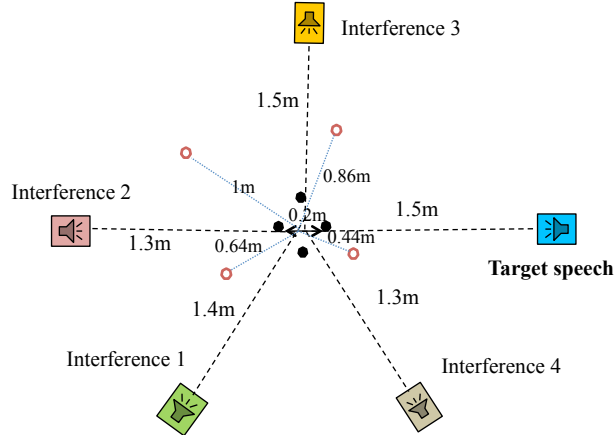 Interference 3
1.5m
0.86m
1m
Interference 2
0.2m
1.5m
1.3m
0.64m
0.44m
Target speech
1.4m
1.3m
Interference 1
Interference 4